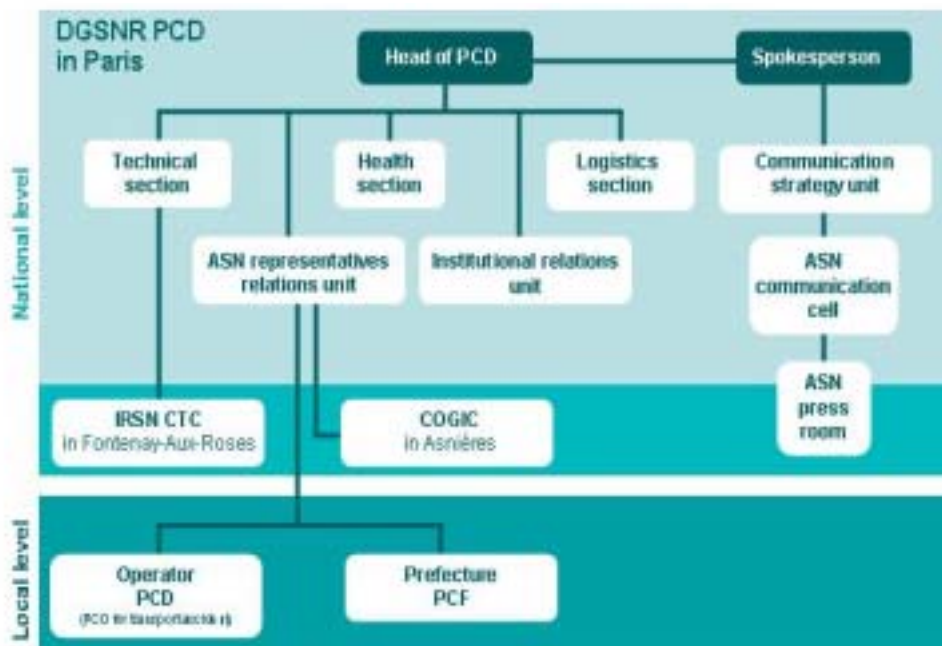 DGSNR PCD
in Paris
Head of PCD
Spokesperson
Technical
section
Health
section
Logistics
section
Communication
strategy unit
ASN representatives
relations unit
Institutional relations
unit
ASN
communication
cell
ASN
press
room
National level
IRSN CTC
in Fontenay-Aux-Roses
COGIC
in Asnières
Local level
Operator
PCD
Prefecture
PCF